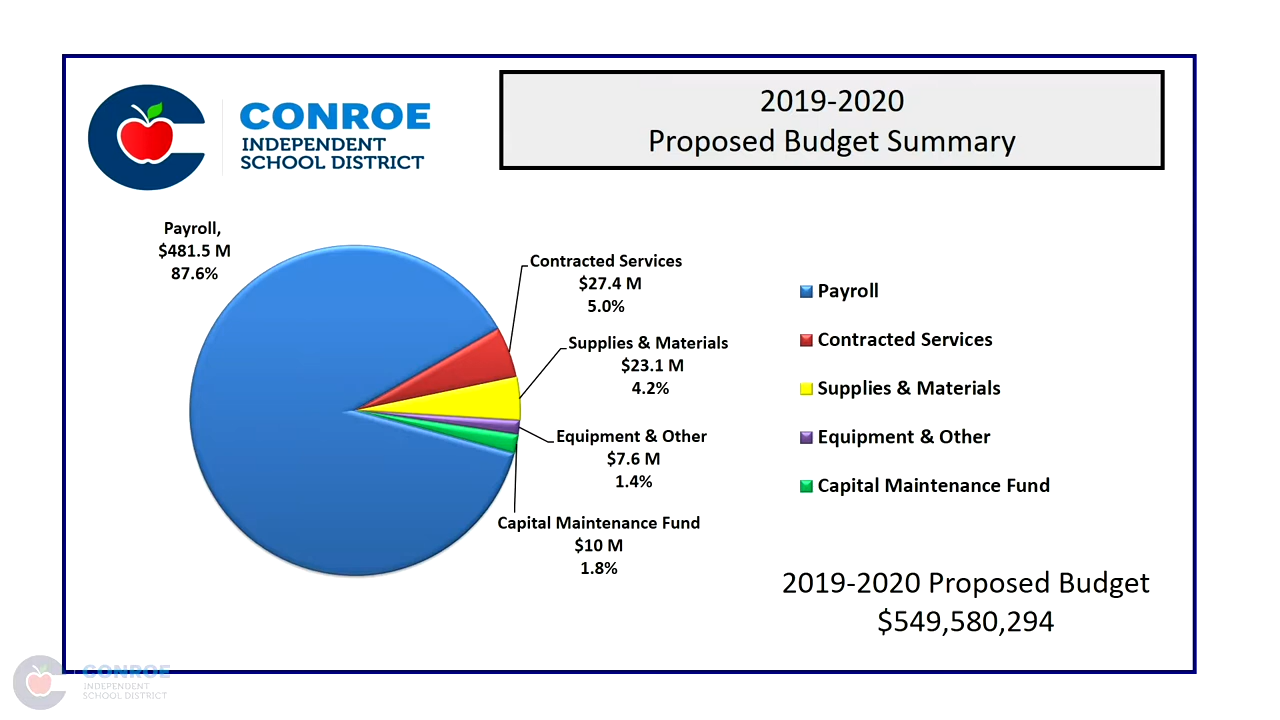 CONROE
INDEPENDENT
SCHOOL DISTRICT
2019-2020
Proposed Budget Summary
Payroll,
$481.5 M
87.6%
Contracted Services
$27.4 M
5.0%
Supplies & Materials
$23.1 M
4.2%
Equipment & Other
$7.6 M
1.4%
Capital Maintenance Fund
$10 M
1.8%
Payroll
Contracted Services
Supplies & Materials
Equipment & Other
Capital Maintenance Fund
2019-2020 Proposed Budget
$549,580,294
CONROE
INDEPENDENT
SCHOOL DISTRICT